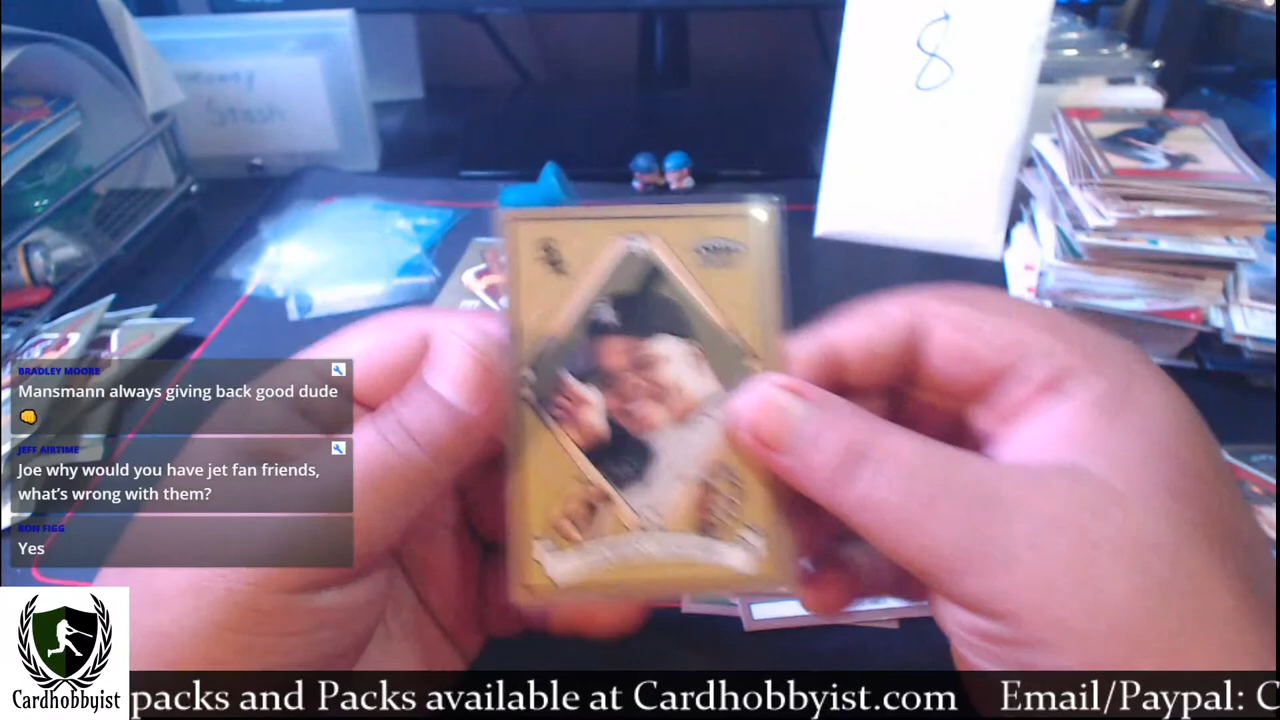 8
Stash
BRADLEY MOORE
Mansmann always giving back good dude
JEFF AIRTIME
Joe why would you have jet fan friends,
what's wrong with them?
RON FIGG
Yes
Cardhobbyist
packs and Packs available at Cardhobbyist.com Email/Paypal: C